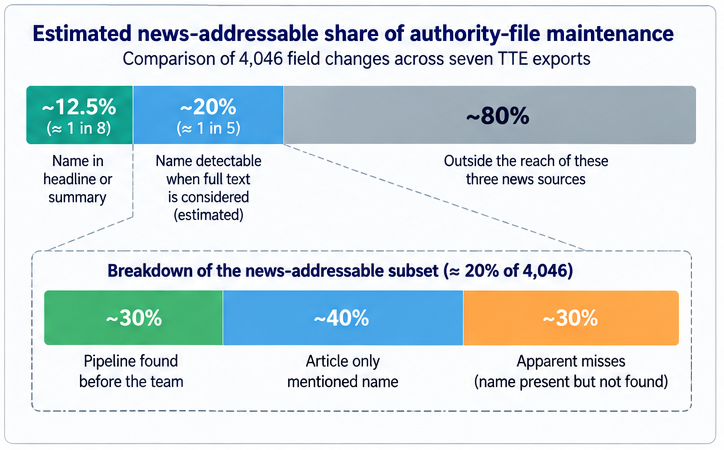 Estimated news-addressable share of authority-file maintenance
Comparison of 4,046 field changes across seven TTE exports
~12.5%
(≈ 1 in 8)
~20%
(≈ 1 in 5)
~80%
Name in
headline or
summary
Name detectable
when full text
is considered
(estimated)
Outside the reach of these
three news sources
Breakdown of the news-addressable subset (≈ 20% of 4,046)
~30%
~40%
~30%
Pipeline found
before the team
Article only
mentioned name
Apparent misses
(name present but not found)